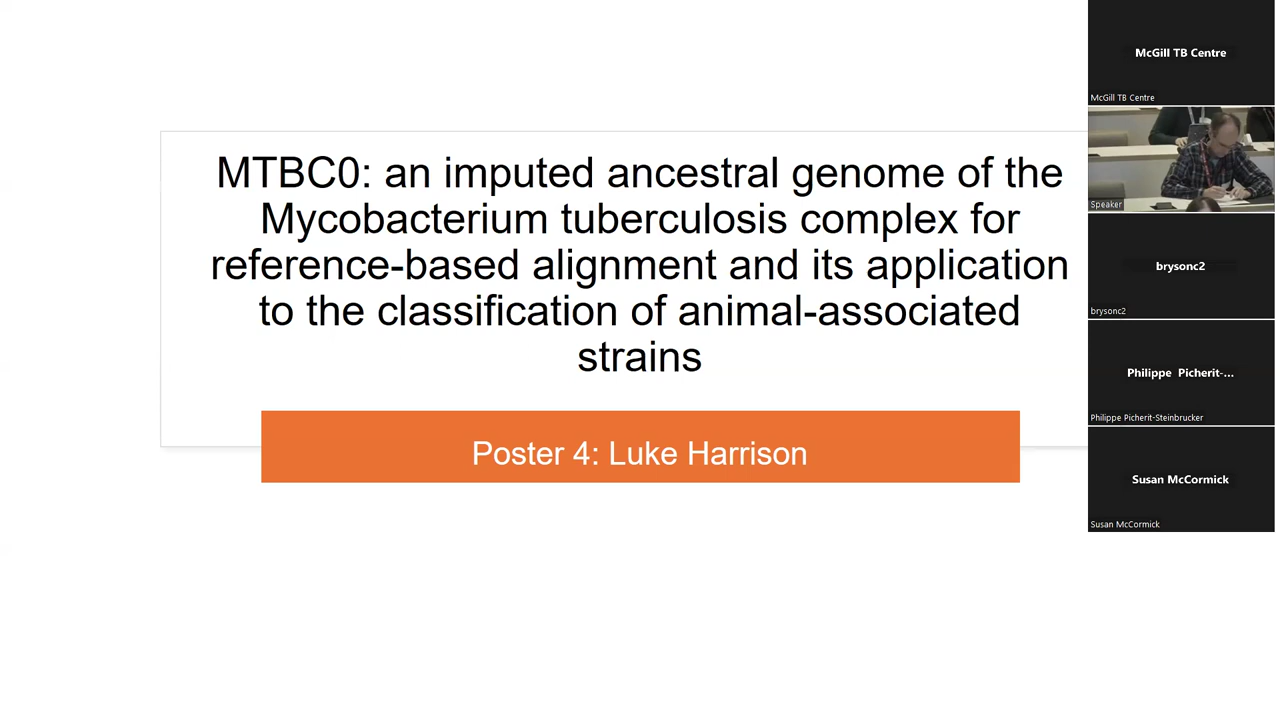 MTBC0: an imputed ancestral genome of the
Mycobacterium tuberculosis complex for
reference-based alignment and its application
to the classification of animal-associated
strains
Poster 4: Luke Harrison
McGill TB Centre
McGill TB Centre
Speaker
brysonc2
brysonc2
Philippe Picherit-...
Philippe Picherit-Steinbrucker
Susan McCormick
Susan McCormick